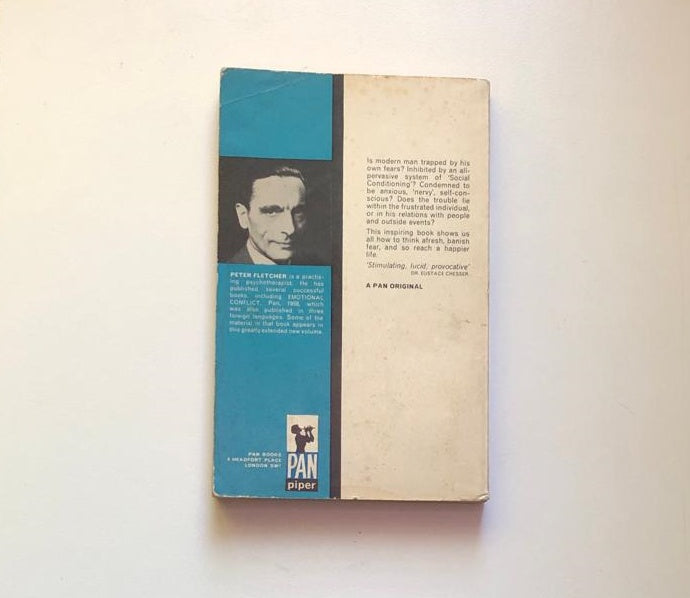 PETER FLETCHER is a practis-
ing psychotherapist. He has
published several successful
books, including EMOTIONAL
CONFLICT, Pan, 1958, which
was also published in three
foreign languages. Some of the
material in that book appears in
this greatly extended new volume.
PAN BOOKS
8 HEADFORT PLACE
LONDON SW1
PAN
piper
Is modern man trapped by his
own fears? Inhibited by an all-
pervasive system of 'Social
Conditioning'? Condemned to
be anxious, 'nervy', self-con-
scious? Does the trouble lie
within the frustrated individual,
or in his relations with people
and outside events?
This inspiring book shows us
all how to think afresh, banish
fear, and so reach a happier
life.
'Stimulating, lucid, provocative'
DR. EUSTACE CHESSER.
A PAN ORIGINAL